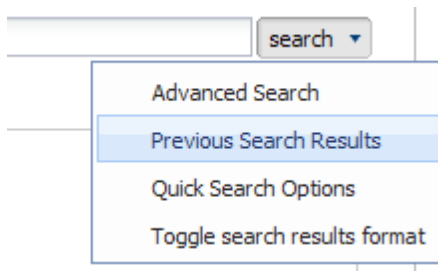 search
Advanced Search
Previous Search Results
Quick Search Options
Toggle search results format